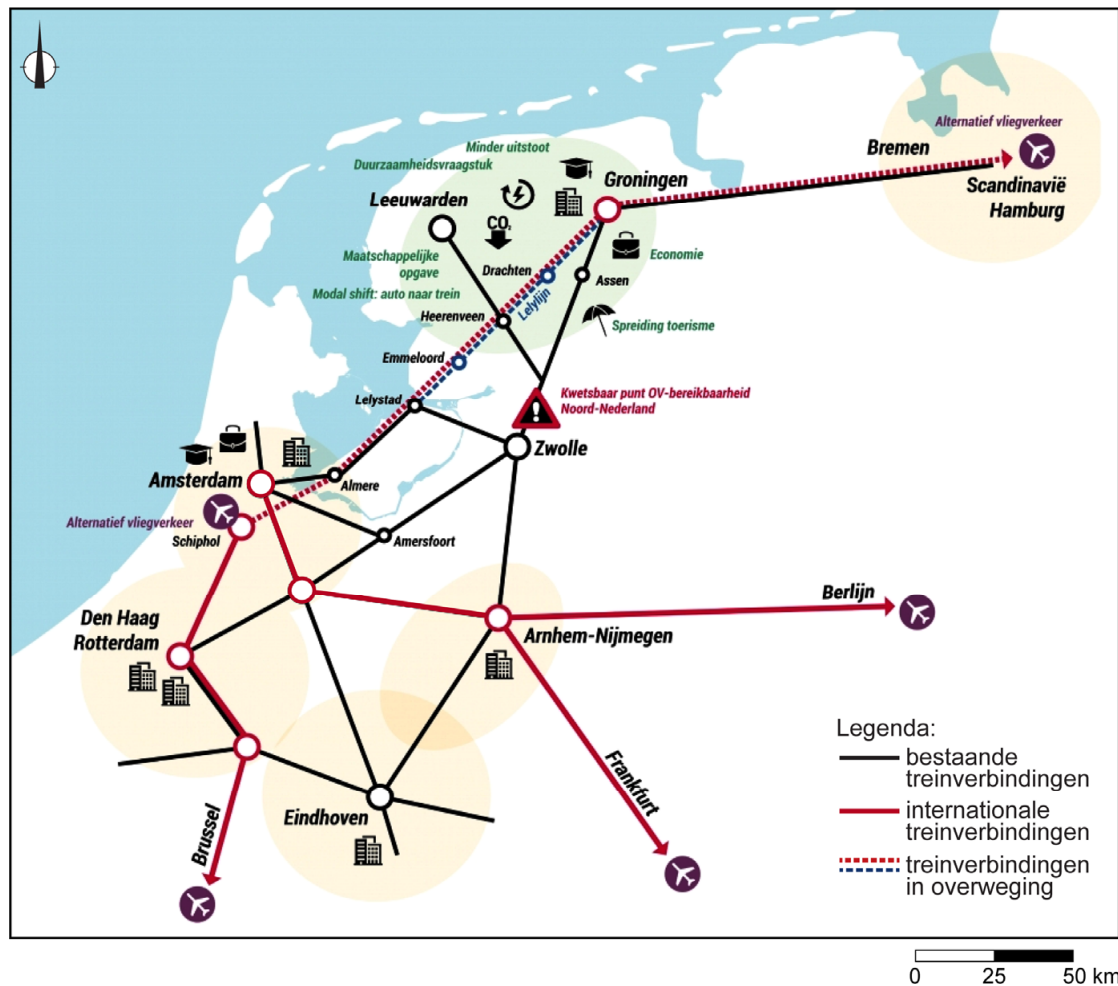 Alternatief vliegverkeer
Bremen
Scandinavië
Hamburg
Minder uitstoot
Duurzaamheidsvraagstuk
Groningen
Leeuwarden
CO₂
Maatschappelijke
opgave
Drachten
Economie
Assen
Modal shift: auto naar trein
Lelylijn
Heerenveen
Spreiding toerisme
Emmeloord
Kwetsbaar punt OV-bereikbaarheid
Noord-Nederland
Lelystad
Zwolle
Amsterdam
Almere
Alternatief vliegverkeer
Schiphol
Amersfoort
Berlijn
Den Haag
Rotterdam
Arnhem-Nijmegen
Frankfurt
Eindhoven
Brussel
Legenda:
bestaande
treinverbindingen
internationale
treinverbindingen
treinverbindingen
in overweging
0 25 50 km